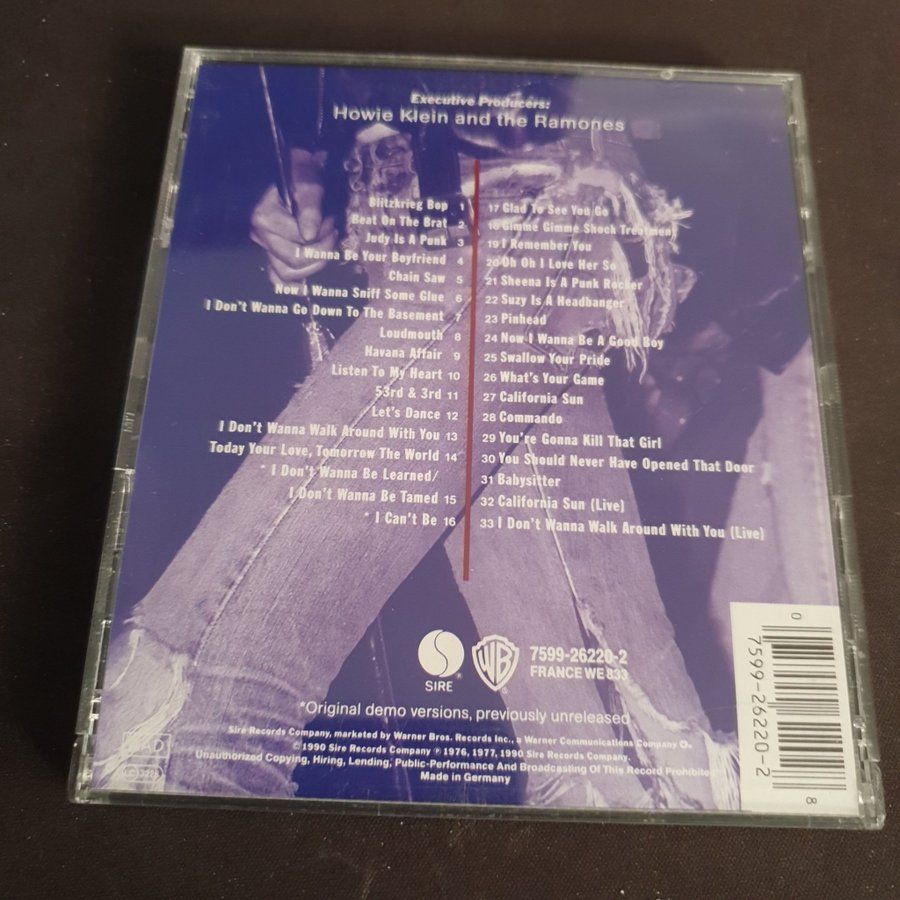 Executive Producers:
Howie Klein and the Ramones
Blitzkrieg Bop 1
Beat On The Brat 2
Judy Is A Punk 3
I Wanna Be Your Boyfriend 4
Chain Saw 5
Now I Wanna Sniff Some Glue 6
I Don't Wanna Go Down To The Basement 7
Loudmouth 8
Havana Affair 9
Listen To My Heart 10
53rd & 3rd 11
Let's Dance 12
I Don't Wanna Walk Around With You 13
Today Your Love, Tomorrow The World 14
* I Don't Wanna Be Learned/
I Don't Wanna Be Tamed 15
* I Can't Be 16
17 Glad To See You Go
18 Gimme Gimme Shock Treatment
19 I Remember You
20 Oh Oh I Love Her So
21 Sheena Is A Punk Rocker
22 Suzy Is A Headbanger
23 Pinhead
24 Now I Wanna Be A Good Boy
25 Swallow Your Pride
26 What's Your Game
27 California Sun
28 Commando
29 You're Gonna Kill That Girl
30 You Should Never Have Opened That Door
31 Babysitter
32 California Sun (Live)
33 I Don't Wanna Walk Around With You (Live)
SIRE
WB
7599-26220-2
FRANCE WE 833
*Original demo versions, previously unreleased
Sire Records Company, marketed by Warner Bros. Records Inc., a Warner Communications Company
© 1990 Sire Records Company ℗ 1976, 1977, 1990 Sire Records Company.
Unauthorized Copying, Hiring, Lending, Public-Performance And Broadcasting Of This Record Prohibited
Made in Germany
0
7599-26220-2
8